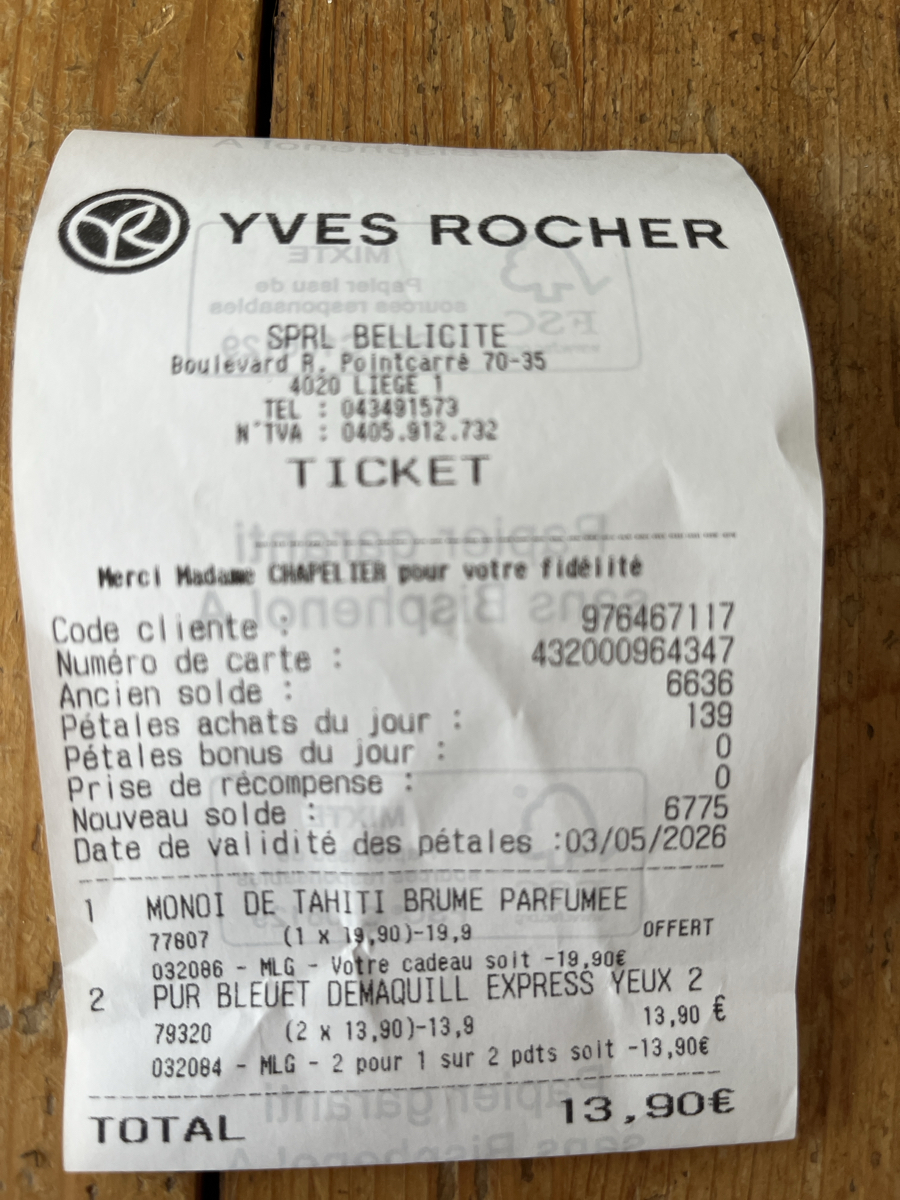 YVES ROCHER
SPRL BELLICITE
Boulevard R. Pointcarré 70-35
4020 LIEGE 1
TEL : 043491573
N°TVA : 0405.912.732
TICKET
Merci Madame CHAPELIER pour votre fidélité
Code cliente : 976467117
Numéro de carte : 432000964347
Ancien solde : 6636
Pétales achats du jour : 139
Pétales bonus du jour : 0
Prise de récompense : 0
Nouveau solde : 6775
Date de validité des pétales :03/05/2026
1 MONOI DE TAHITI BRUME PARFUMEE
77807 (1 x 19,90)-19,9 OFFERT
032086 - MLG - Votre cadeau soit -19,90€
2 PUR BLEUET DEMAQUILL EXPRESS YEUX 2
79320 (2 x 13,90)-13,9 13,90 €
032084 - MLG - 2 pour 1 sur 2 pdts soit -13,90€
TOTAL 13,90€